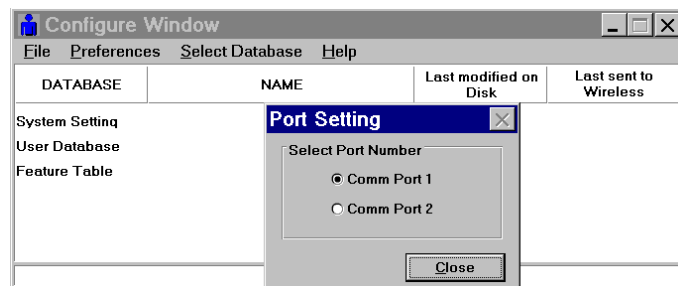 Configure Window
File Preferences Select Database Help
DATABASE NAME Last modified on Disk Last sent to Wireless
System Setting
User Database
Feature Table
Port Setting
Select Port Number
Comm Port 1
Comm Port 2
Close